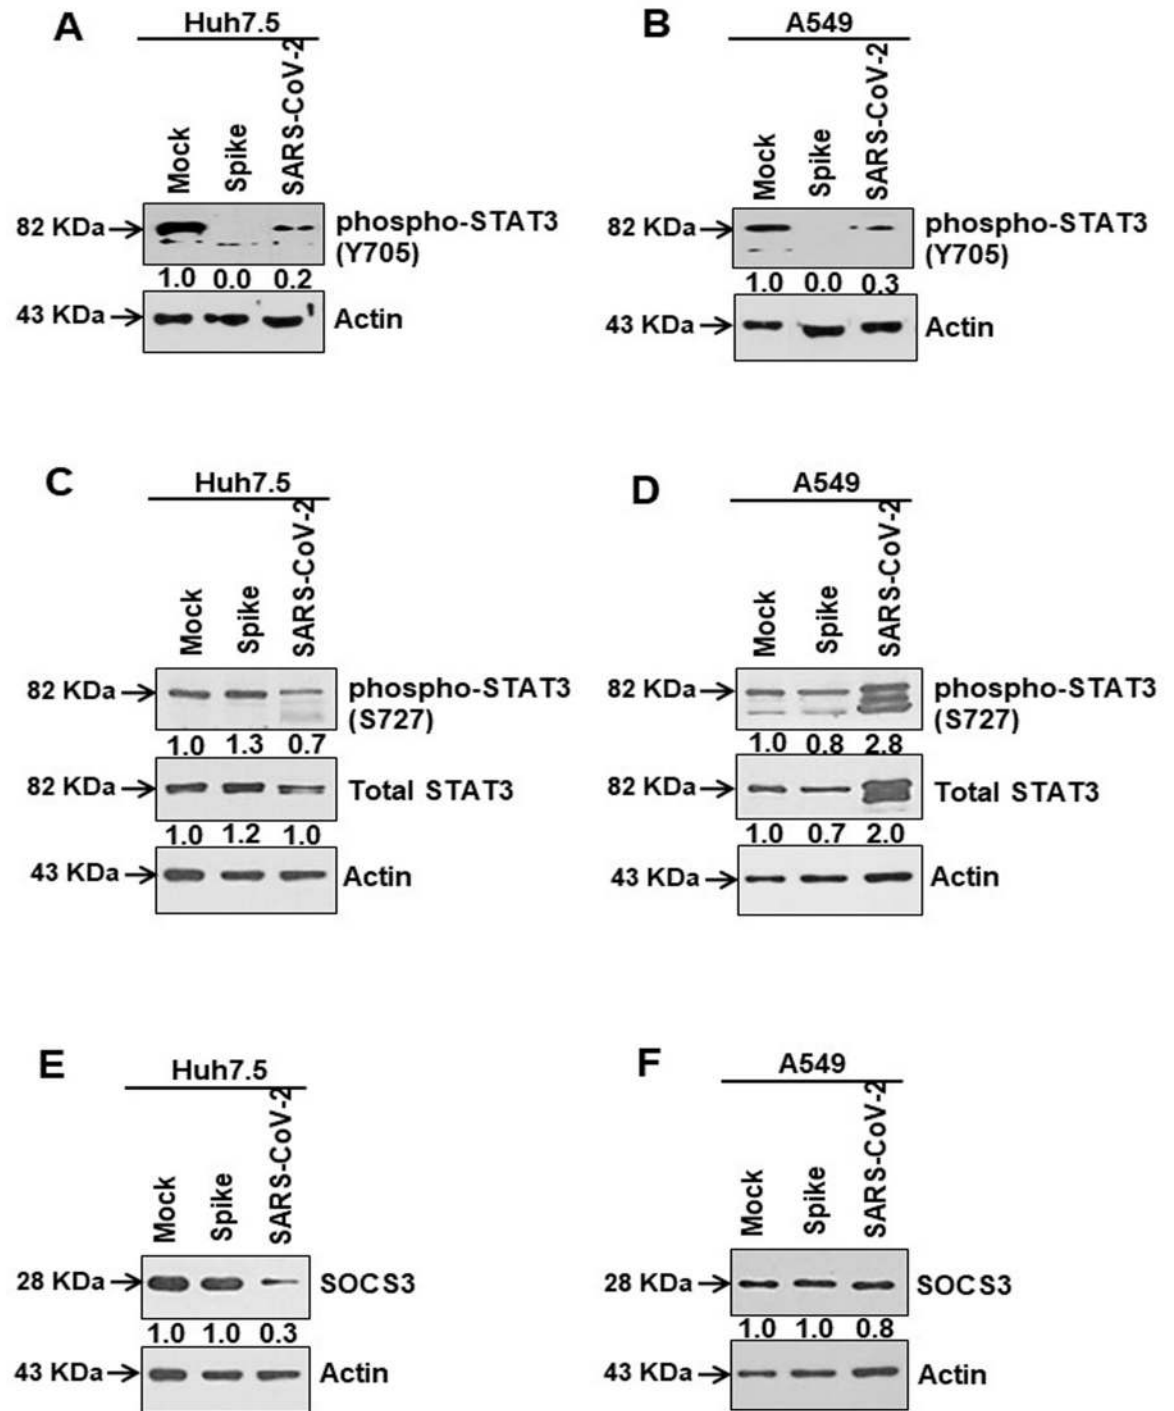 A
Huh7.5
Mock
Spike
SARS-CoV-2
82 KDa
phospho-STAT3
(Y705)
1.0 0.0 0.2
43 KDa
Actin
B
A549
Mock
Spike
SARS-CoV-2
82 KDa
phospho-STAT3
(Y705)
1.0 0.0 0.3
43 KDa
Actin
C
Huh7.5
Mock
Spike
SARS-CoV-2
82 KDa
phospho-STAT3
(S727)
1.0 1.3 0.7
82 KDa
Total STAT3
1.0 1.2 1.0
43 KDa
Actin
D
A549
Mock
Spike
SARS-CoV-2
82 KDa
phospho-STAT3
(S727)
1.0 0.8 2.8
82 KDa
Total STAT3
1.0 0.7 2.0
43 KDa
Actin
E
Huh7.5
Mock
Spike
SARS-CoV-2
28 KDa
SOCS3
1.0 1.0 0.3
43 KDa
Actin
F
A549
Mock
Spike
SARS-CoV-2
28 KDa
SOCS3
1.0 1.0 0.8
43 KDa
Actin